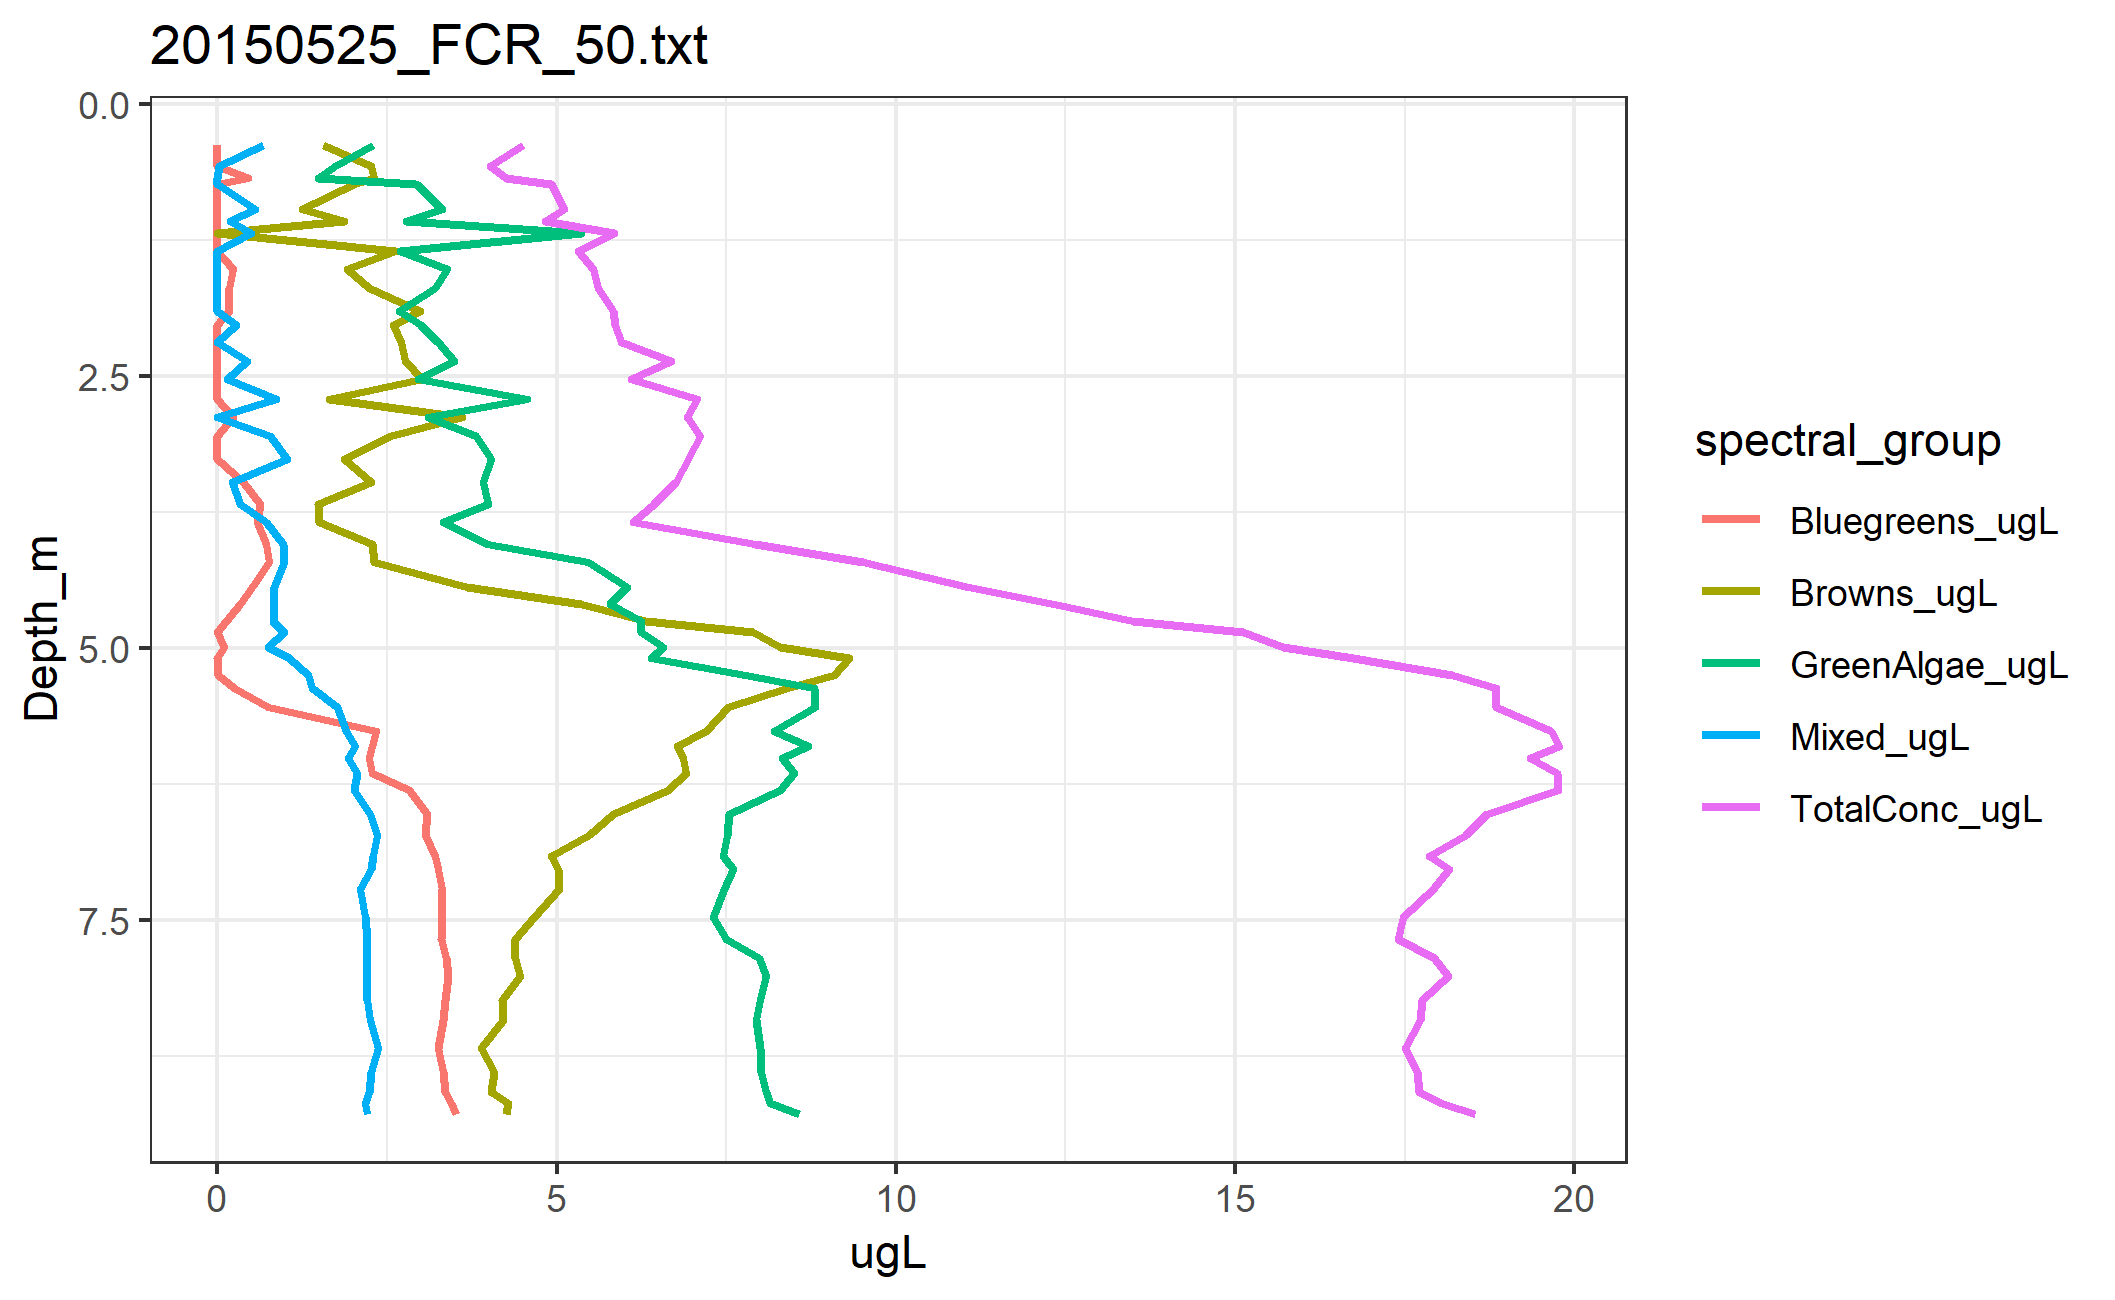 20150525_FCR_50.txt
0.0
2.5
5.0
7.5
Depth_m
0 5 10 15 20
ugL
spectral_group
Bluegreens_ugL
Browns_ugL
GreenAlgae_ugL
Mixed_ugL
TotalConc_ugL